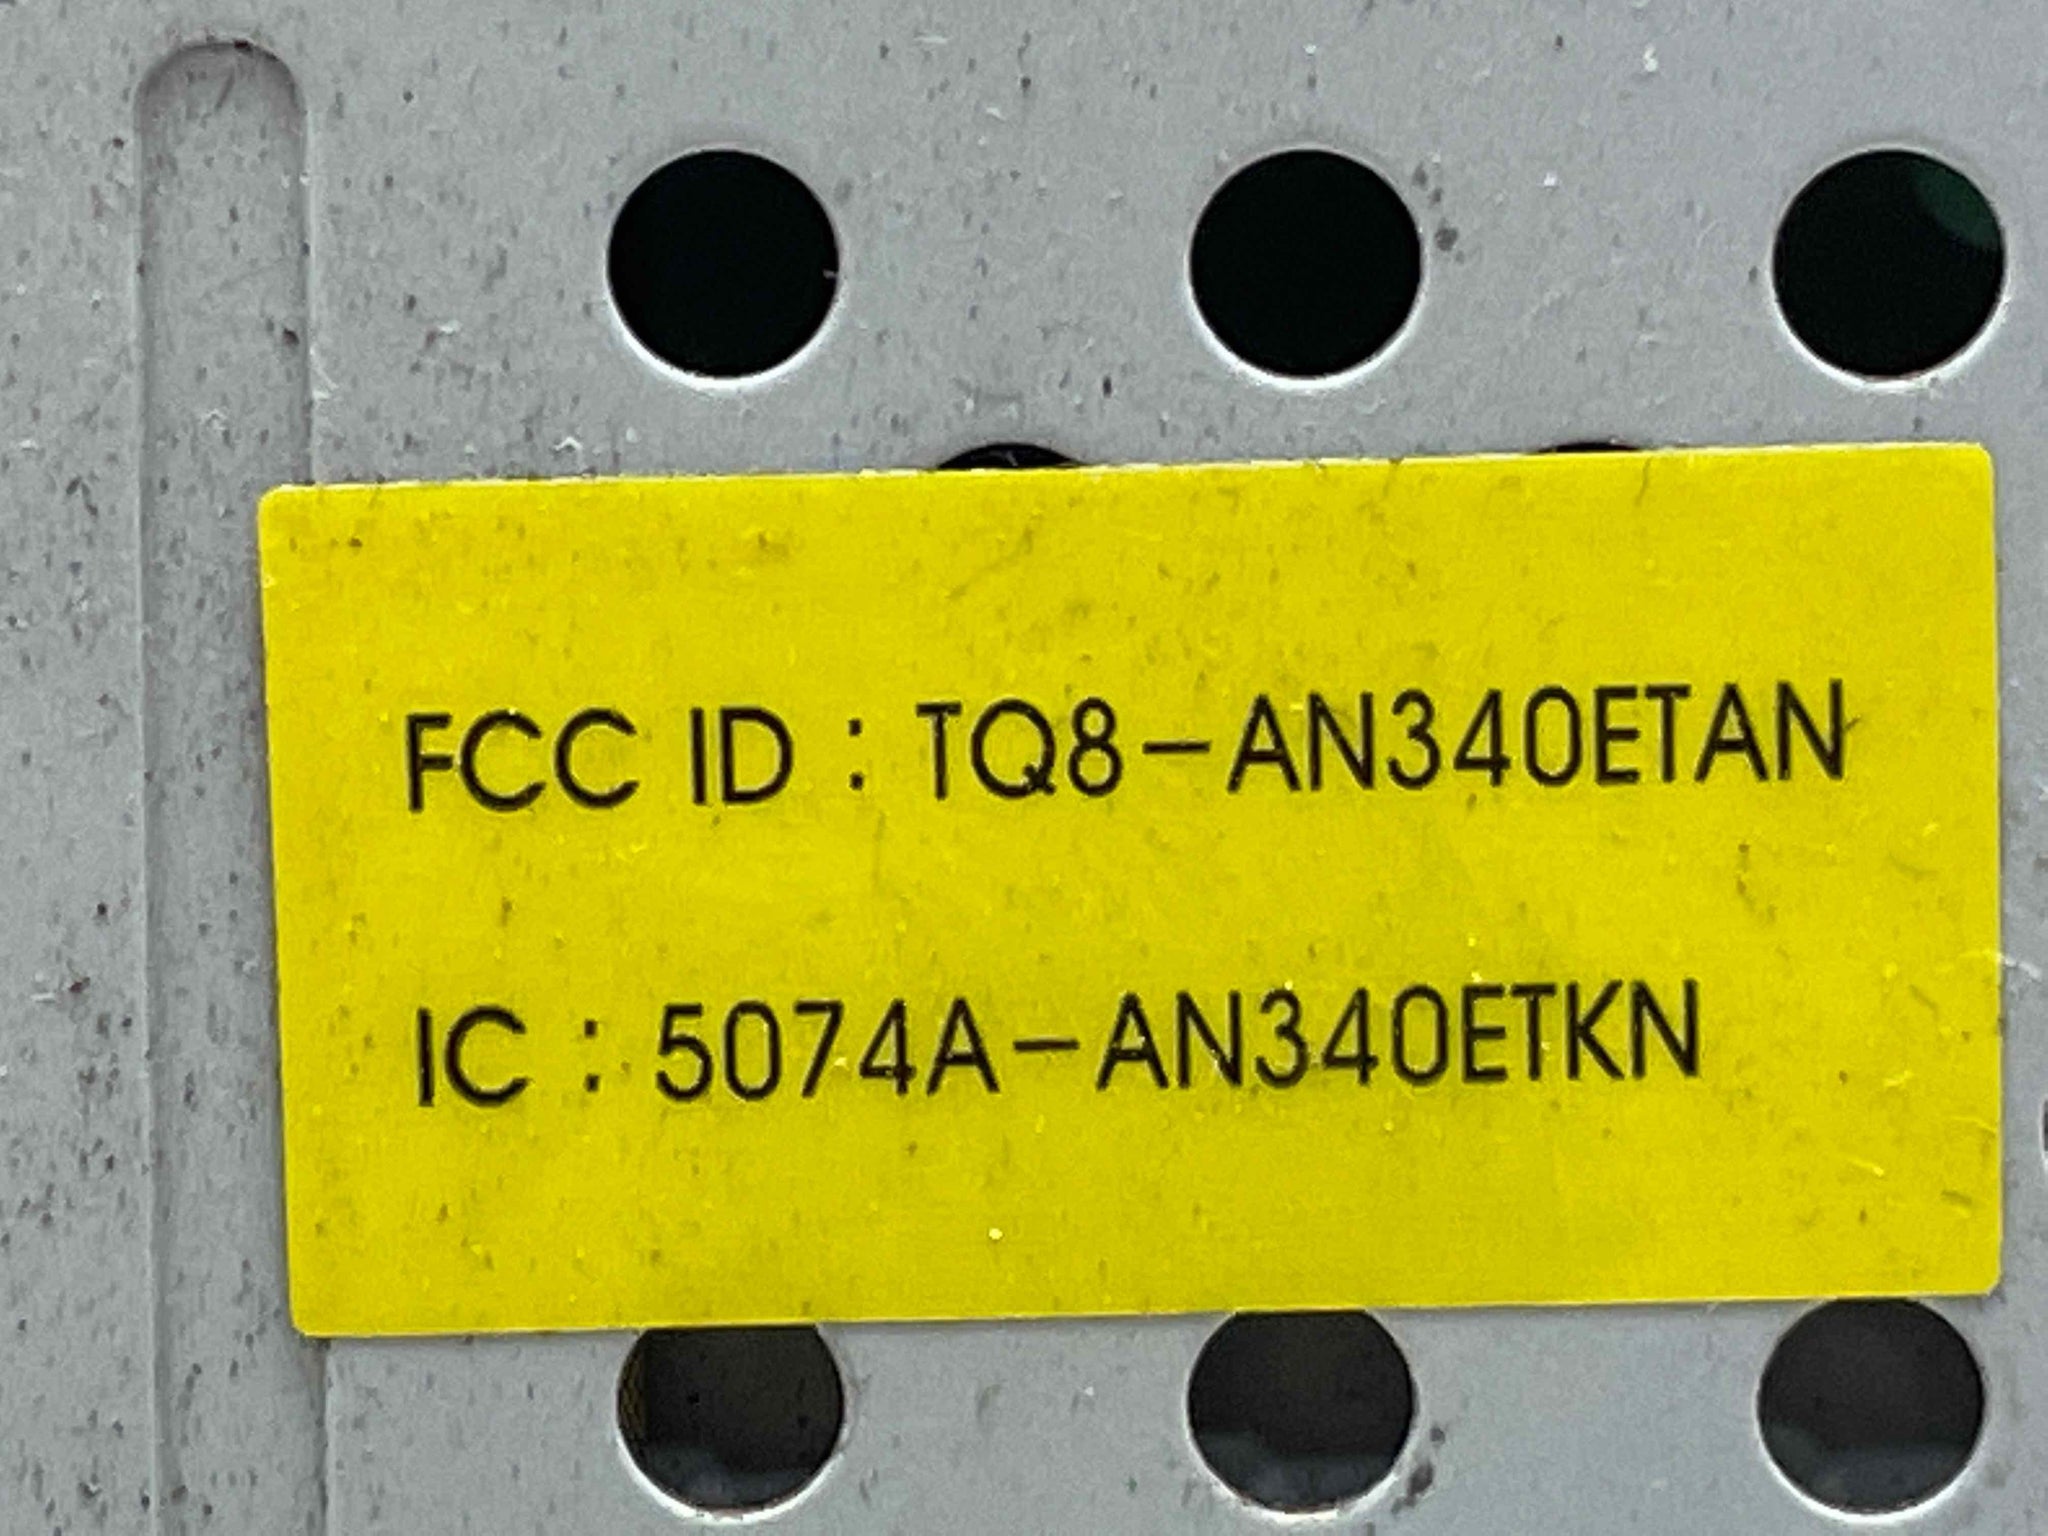 FCC ID : TQ8-AN340ETAN
IC : 5074A-AN340ETKN